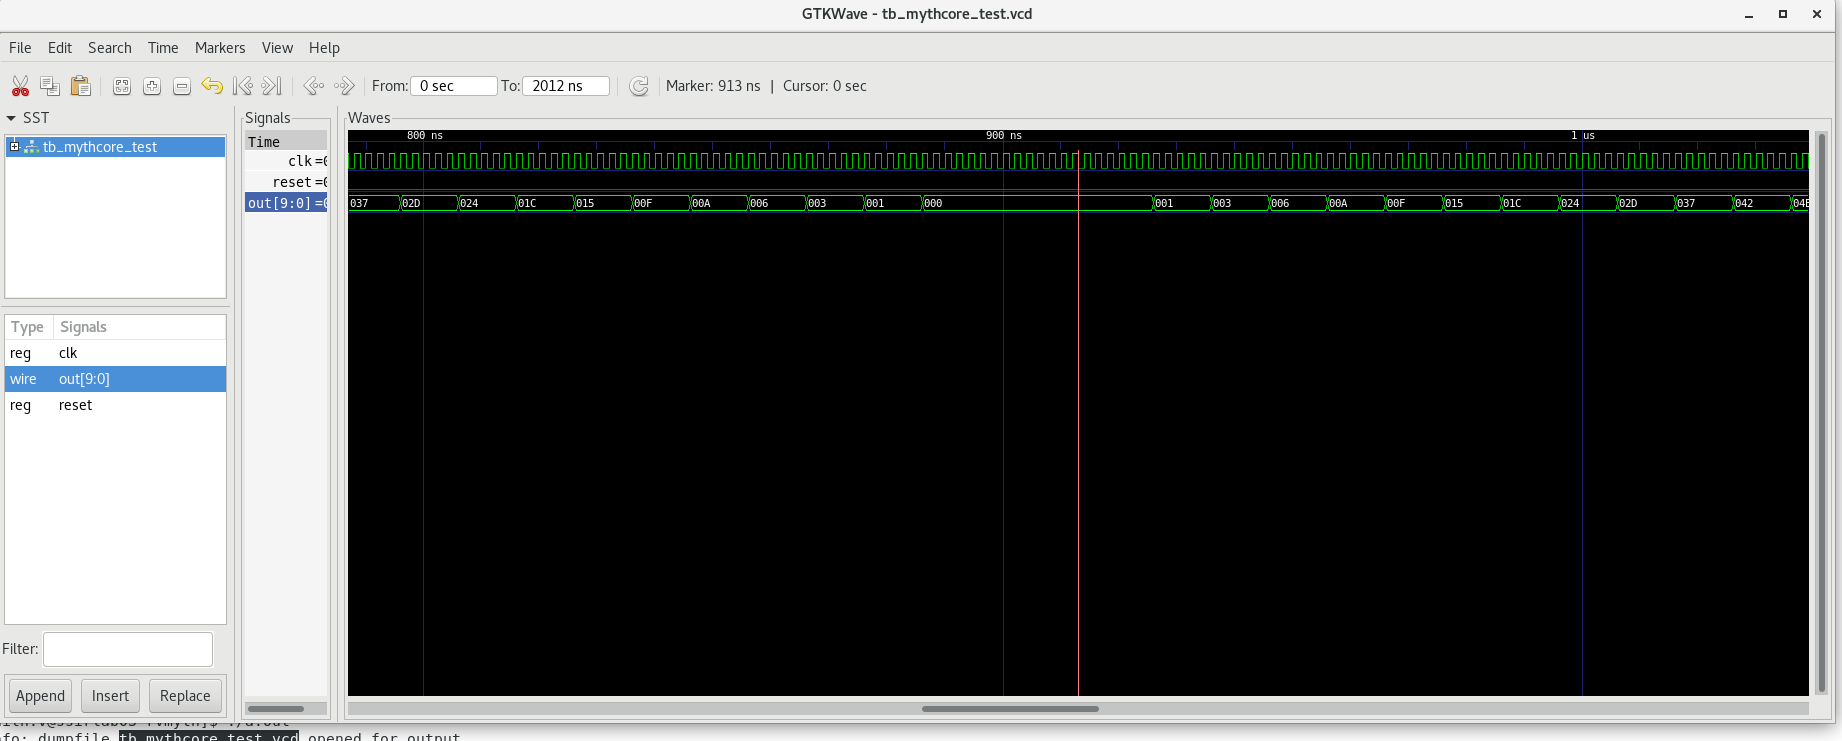 GTKWave - tb_mythcore_test.vcd
File Edit Search Time Markers View Help
From: 0 sec To: 2012 ns Marker: 913 ns | Cursor: 0 sec
SST
tb_mythcore_test
Type Signals
reg clk
wire out[9:0]
reg reset
Filter:
Append Insert Replace
Signals
Time
clk=0
reset=0
out[9:0]=0
Waves
800 ns 900 ns 1 us
037 02D 024 01C 015 00F 00A 006 003 001 000 001 003 006 00A 00F 015 01C 024 02D 037 042 04E
dumpfile tb_mythcore_test.vcd opened for output